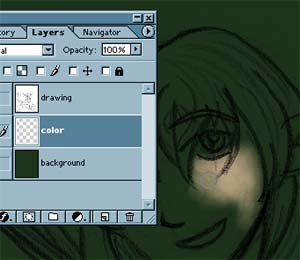 tory Layers Navigator
al Opacity: 100%
drawing
color
background